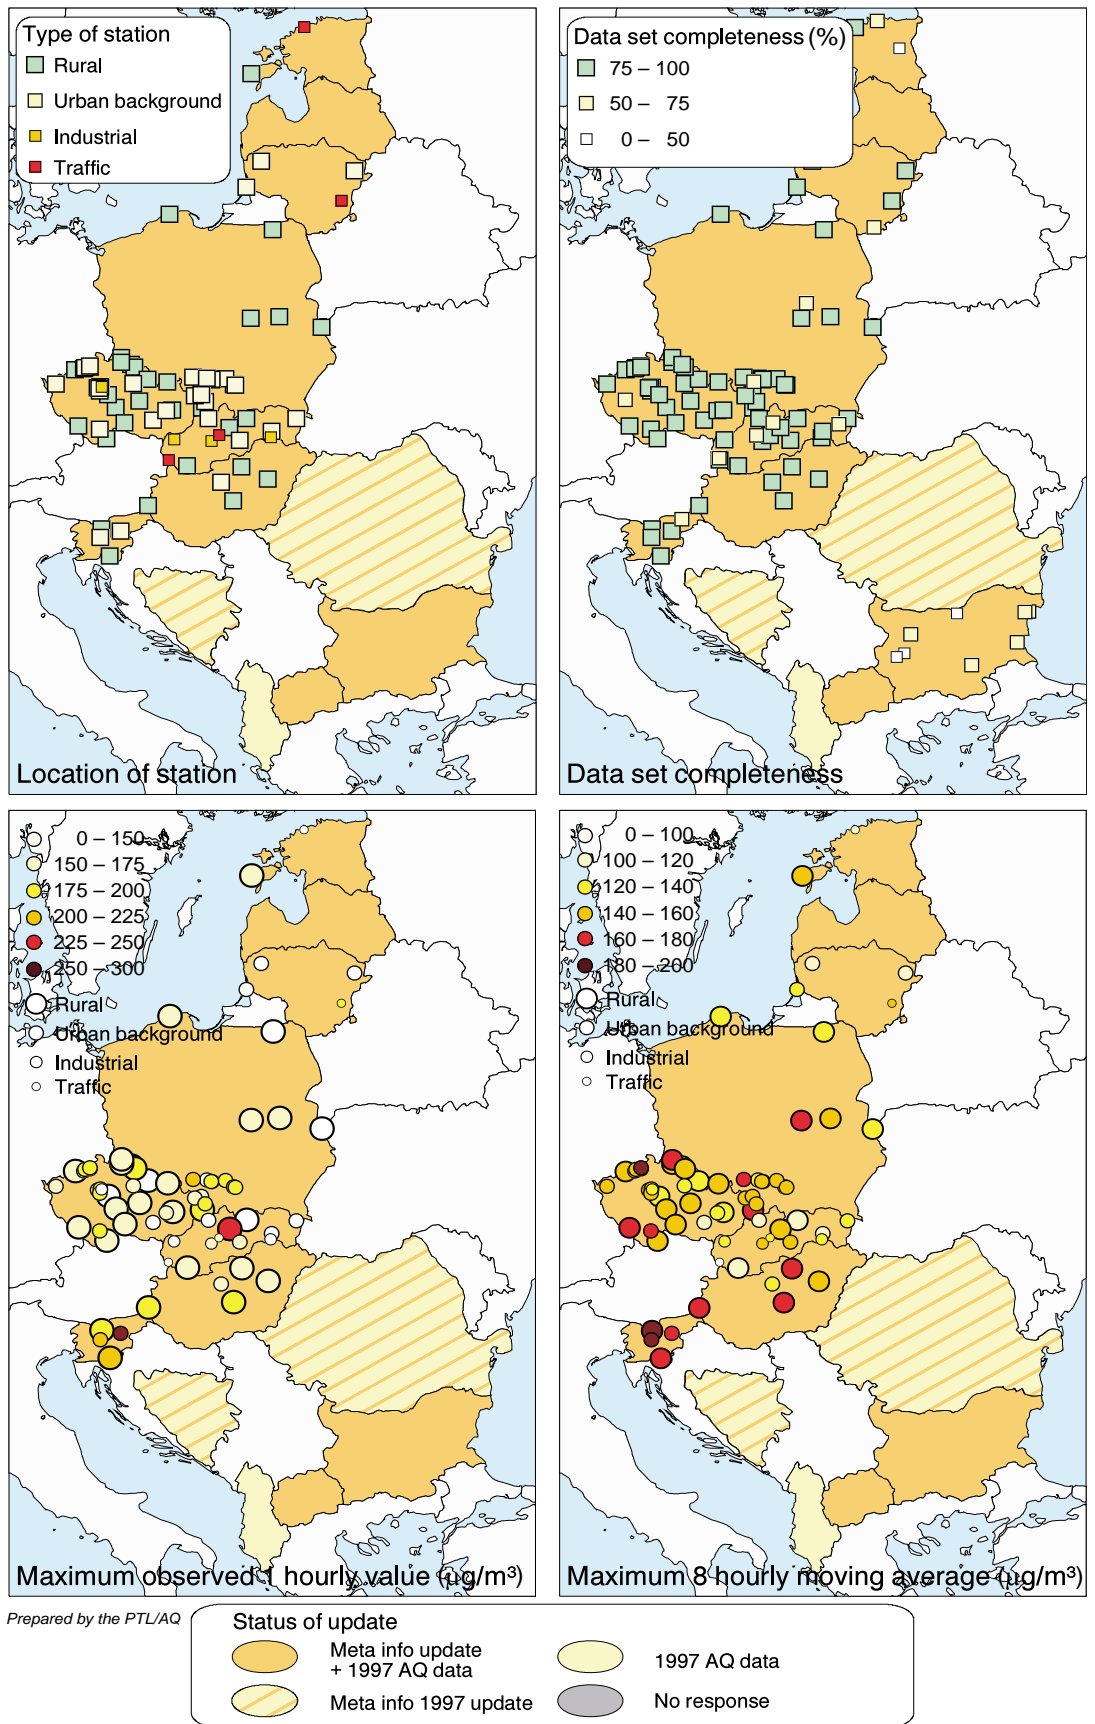 Type of station
Rural
Urban background
Industrial
Traffic
Location of station
Data set completeness (%)
75 – 100
50 – 75
0 – 50
Data set completeness
0 – 150
150 – 175
175 – 200
200 – 225
225 – 250
250 – 300
Rural
Urban background
Industrial
Traffic
Maximum observed 1 hourly value (µg/m³)
0 – 100
100 – 120
120 – 140
140 – 160
160 – 180
180 – 200
Rural
Urban background
Industrial
Traffic
Maximum 8 hourly moving average (µg/m³)
Prepared by the PTL/AQ
Status of update
Meta info update
+ 1997 AQ data
Meta info 1997 update
1997 AQ data
No response